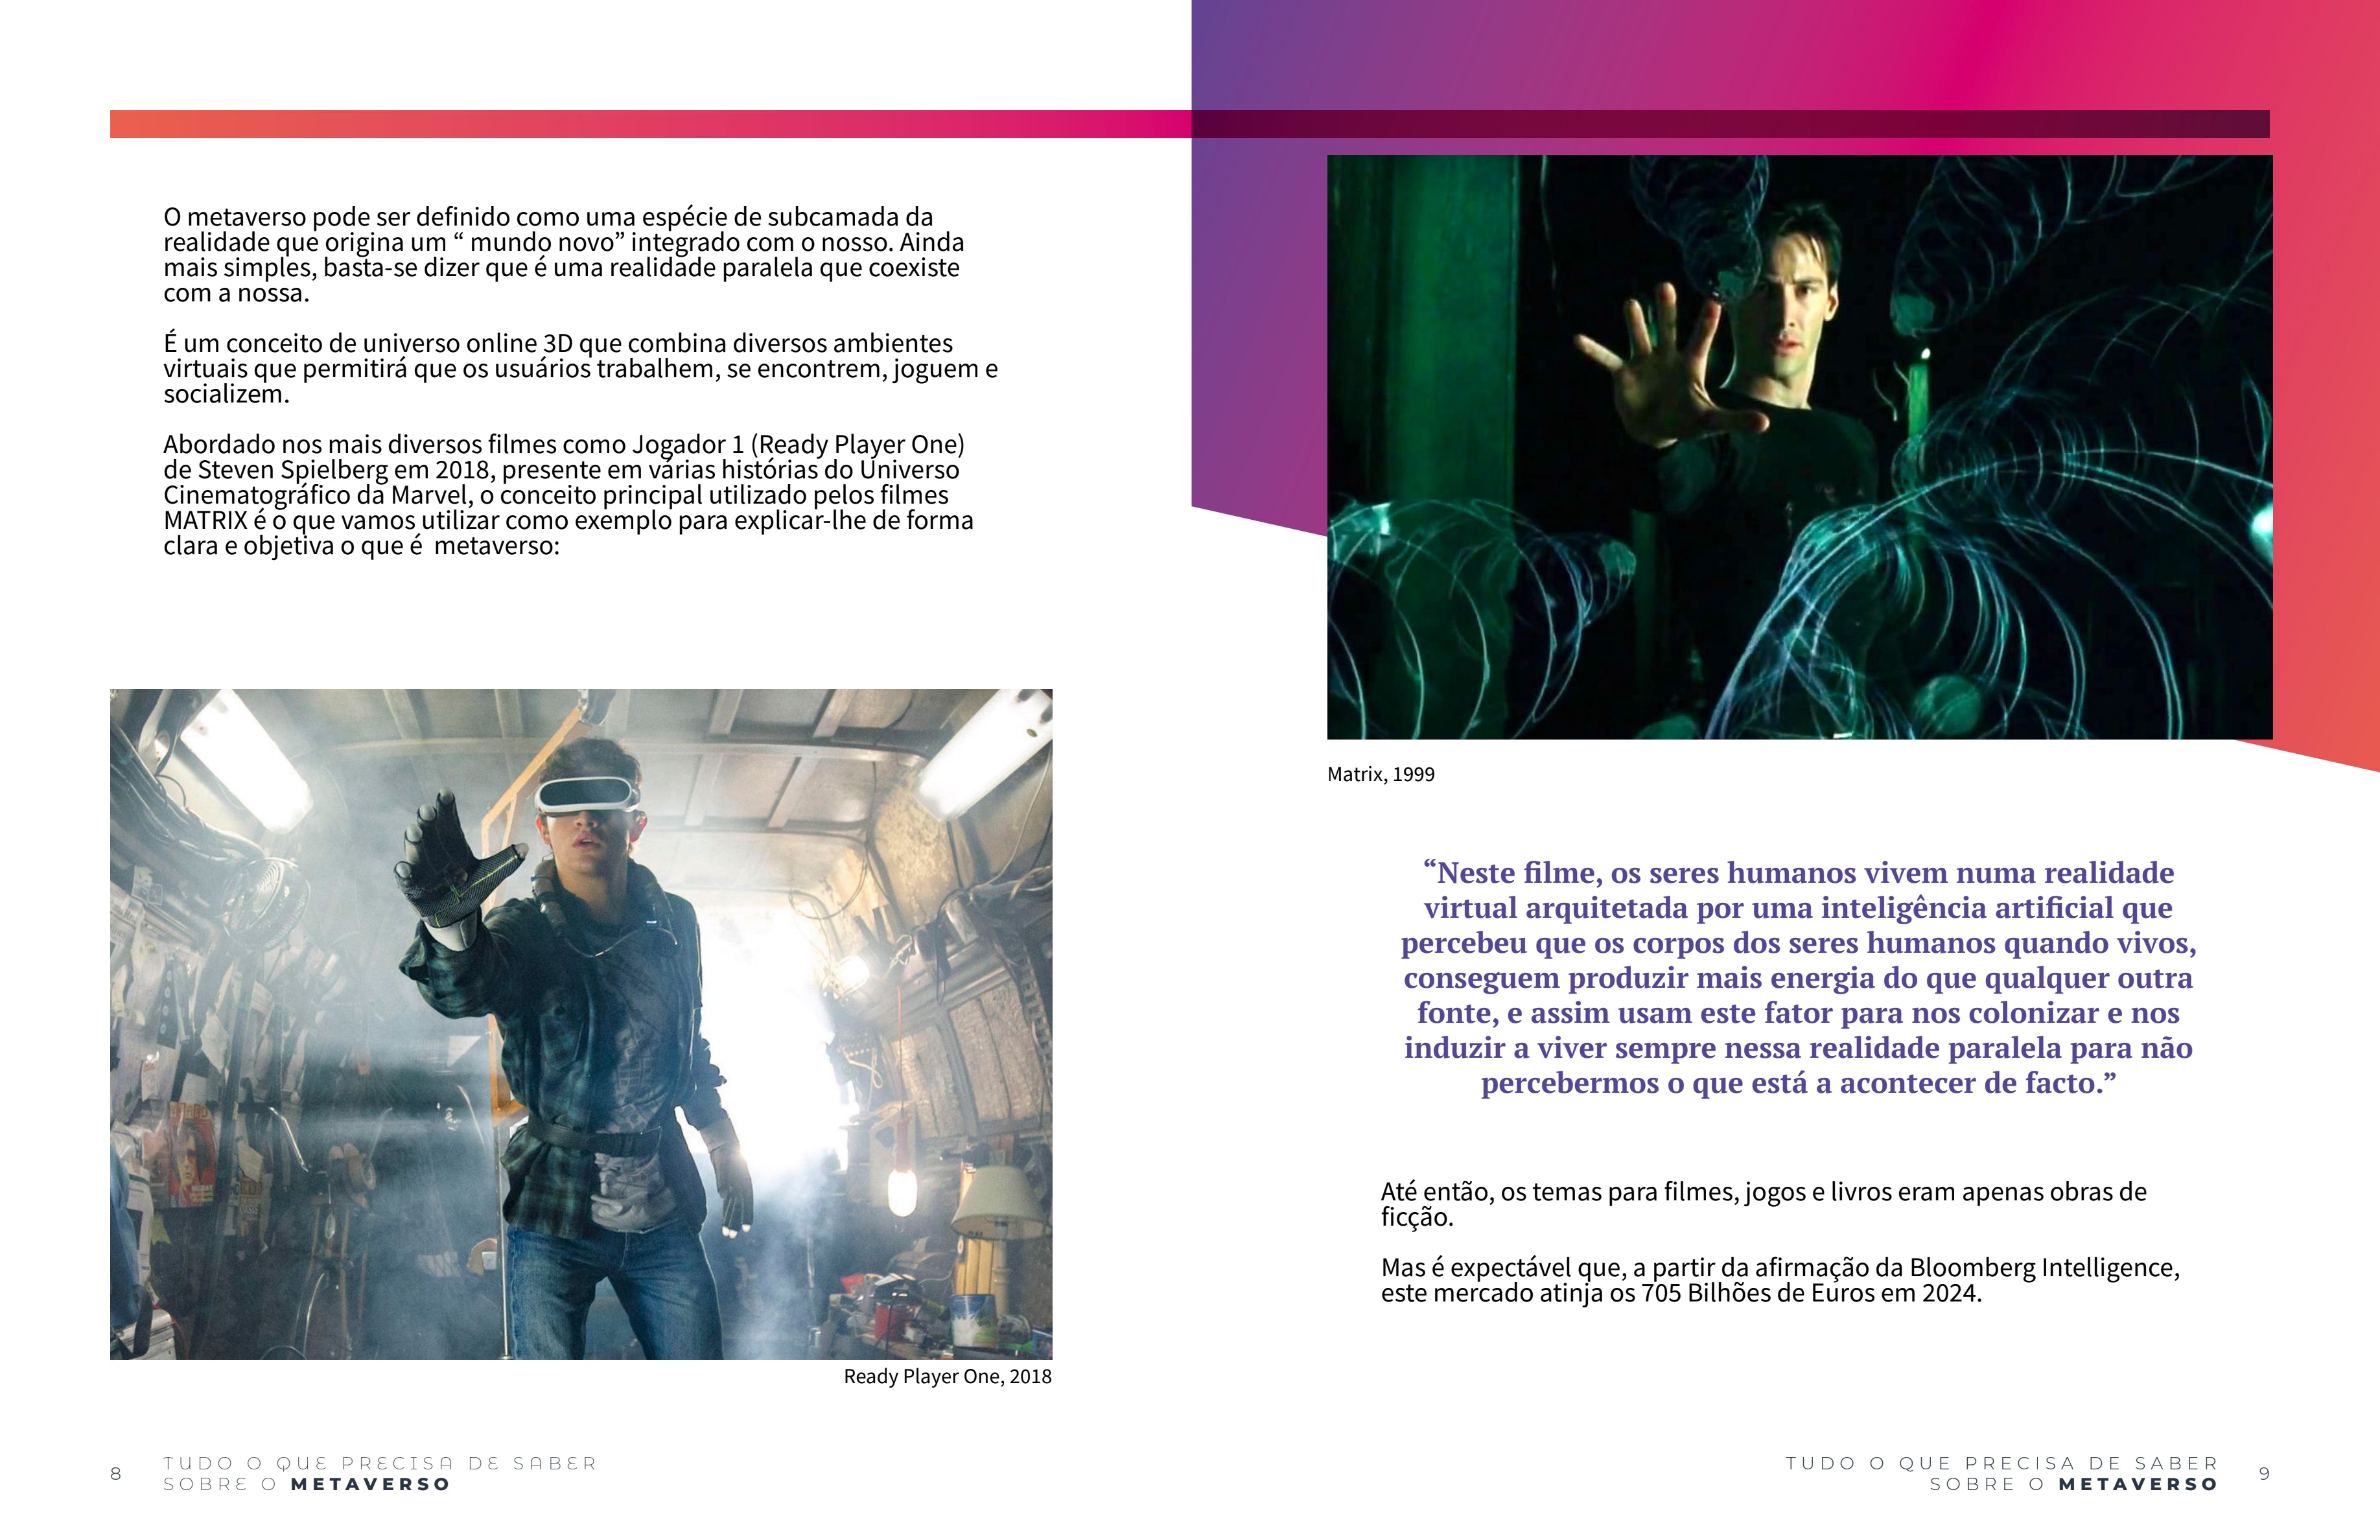 O metaverso pode ser definido como uma espécie de subcamada da
realidade que origina um “ mundo novo” integrado com o nosso. Ainda
mais simples, basta-se dizer que é uma realidade paralela que coexiste
com a nossa.
É um conceito de universo online 3D que combina diversos ambientes
virtuais que permitirá que os usuários trabalhem, se encontrem, joguem e
socializem.
Abordado nos mais diversos filmes como Jogador 1 (Ready Player One)
de Steven Spielberg em 2018, presente em várias histórias do Universo
Cinematográfico da Marvel, o conceito principal utilizado pelos filmes
MATRIX é o que vamos utilizar como exemplo para explicar-lhe de forma
clara e objetiva o que é  metaverso:
Ready Player One, 2018
8
TUDO O QUE PRECISA DE SABER
SOBRE O METAVERSO
Matrix, 1999
“Neste filme, os seres humanos vivem numa realidade
virtual arquitetada por uma inteligência artificial que
percebeu que os corpos dos seres humanos quando vivos,
conseguem produzir mais energia do que qualquer outra
fonte, e assim usam este fator para nos colonizar e nos
induzir a viver sempre nessa realidade paralela para não
percebermos o que está a acontecer de facto.”
Até então, os temas para filmes, jogos e livros eram apenas obras de
ficção.
Mas é expectável que, a partir da afirmação da Bloomberg Intelligence,
este mercado atinja os 705 Bilhões de Euros em 2024.
TUDO O QUE PRECISA DE SABER
SOBRE O METAVERSO
9